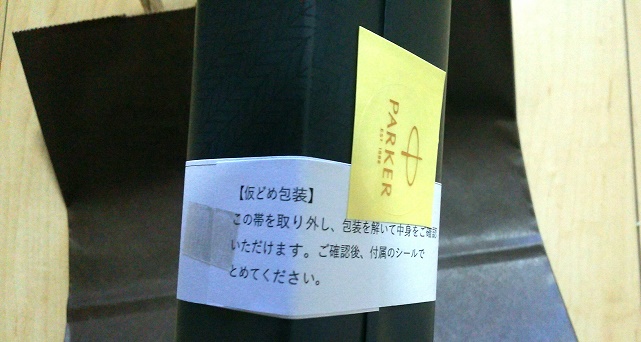 PARKER
EST. 1888
【仮どめ包装】
この帯を取り外し、包装を解いて中身をご確認
いただけます。ご確認後、付属のシールで
とめてください。